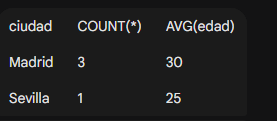 ciudad COUNT(*) AVG(edad)
Madrid 3 30
Sevilla 1 25